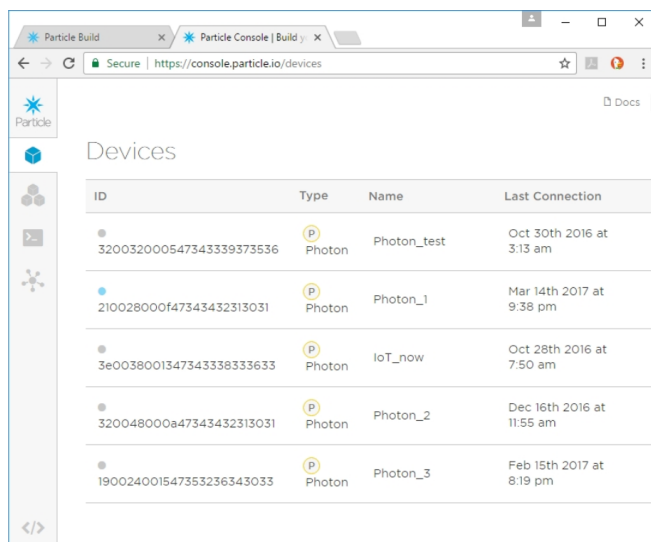 Particle Build
Particle Console | Build y
Secure | https://console.particle.io/devices
Particle
Docs
Devices
ID Type Name Last Connection
320032000547343339373536 P Photon Photon_test Oct 30th 2016 at
3:13 am
210028000f47343432313031 P Photon Photon_1 Mar 14th 2017 at
9:38 pm
3e0038001347343338333633 P Photon IoT_now Oct 28th 2016 at
7:50 am
320048000a47343432313031 P Photon Photon_2 Dec 16th 2016 at
11:55 am
190024001547353236343033 P Photon Photon_3 Feb 15th 2017 at
8:19 pm